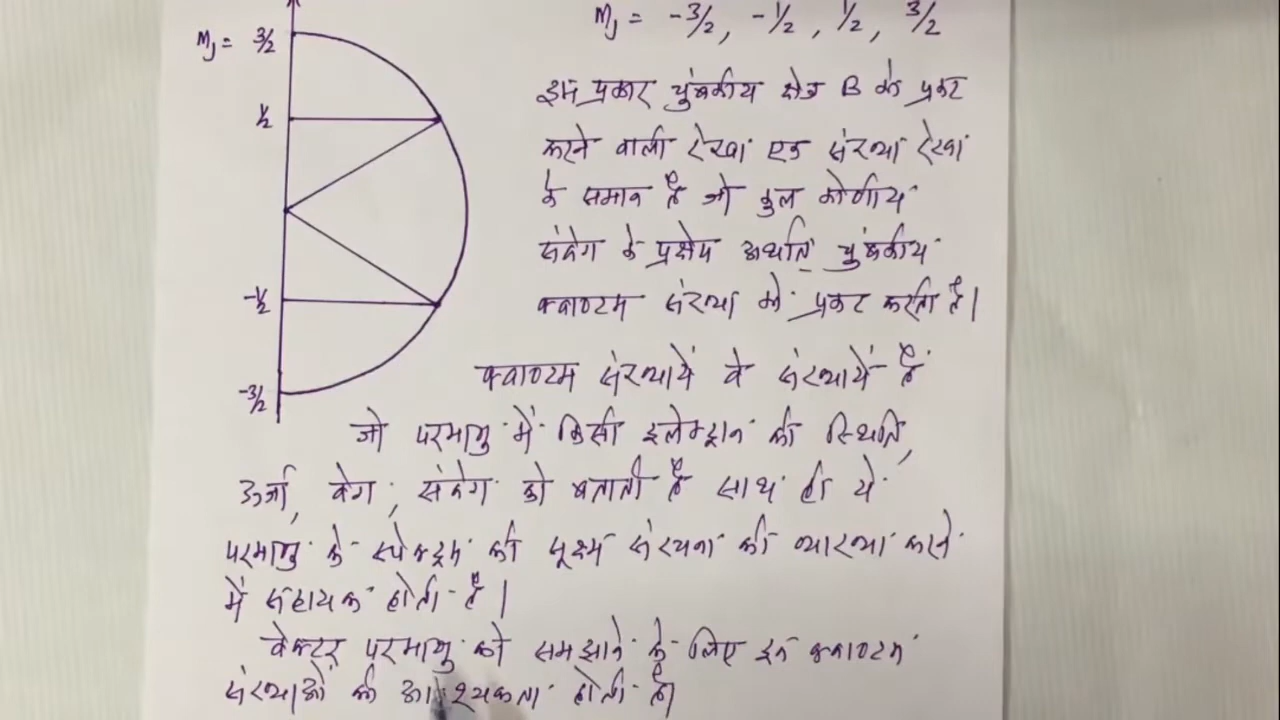 Mj = 3/2
1/2
-1/2
-3/2
Mj = -3/2, -1/2, 1/2, 3/2
इस प्रकार चुंबकीय क्षेत्र B को प्रकट
करने वाली रेखा एक संख्या रेखा
के समान है जो कुल कोणीय
संवेग के प्रक्षेप अर्थात चुंबकीय
क्वाण्टम संख्या को प्रकट करती है।
क्वाण्टम संख्यायें वे संख्यायें हैं
जो परमाणु में किसी इलेक्ट्रान की स्थिति,
ऊर्जा, वेग, संवेग को बताती है साथ ही ये
परमाणु के स्पेक्ट्रम की सूक्ष्म संरचना की व्याख्या करने
में सहायक होती है।
वेक्टर परमाणु को समझाने के लिए इन क्वाण्टम
संख्याओं की आवश्यकता होती है।